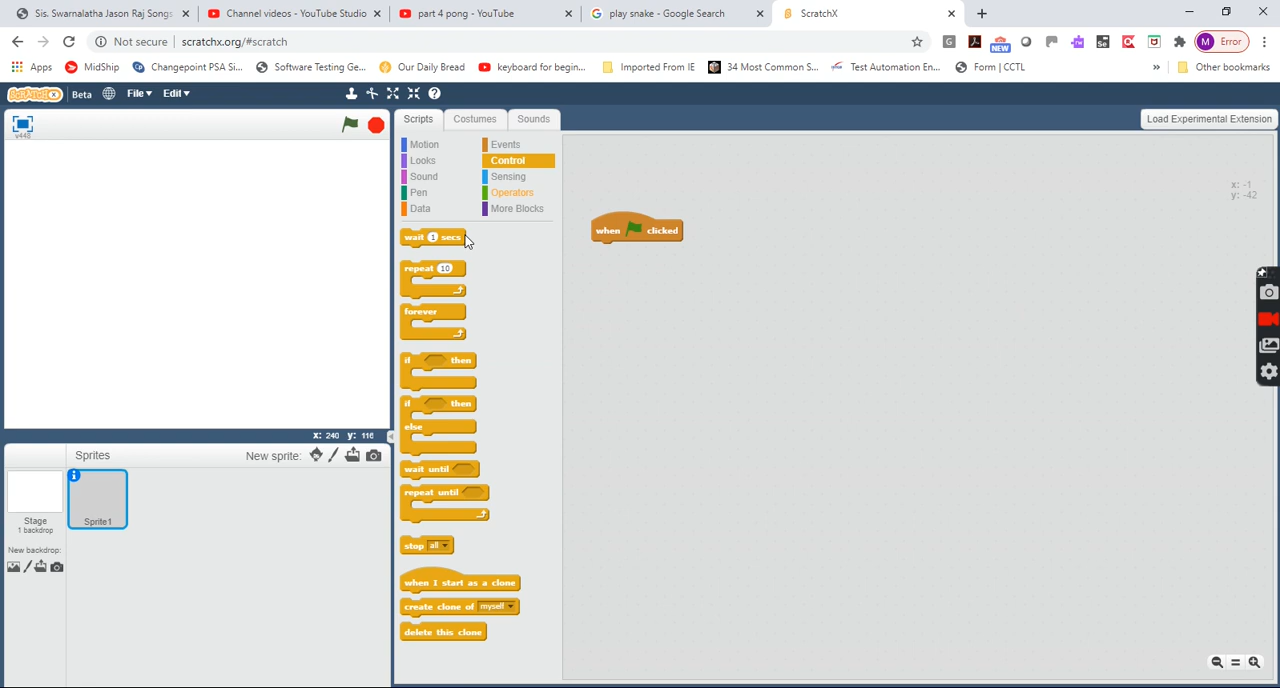 Sis. Swarnalatha Jason Raj Songs
Channel videos - YouTube Studio
part 4 pong - YouTube
play snake - Google Search
ScratchX
Not secure
scratchx.org/#scratch
NEW
M Error
Apps
MidShip
Changepoint PSA Si...
Software Testing Ge...
Our Daily Bread
keyboard for begin...
Imported From IE
34 Most Common S...
Test Automation En...
Form | CCTL
Other bookmarks
SCRATCHX
Beta
File
Edit
v448
Scripts
Costumes
Sounds
Load Experimental Extension
Motion
Events
Looks
Control
Sound
Sensing
Pen
Operators
Data
More Blocks
x: -1
y: -42
when clicked
wait 1 secs
repeat 10
forever
if then
if then
else
wait until
repeat until
stop all
when I start as a clone
create clone of myself
delete this clone
x: 240 y: 116
Sprites
New sprite:
Stage
1 backdrop
Sprite1
New backdrop: